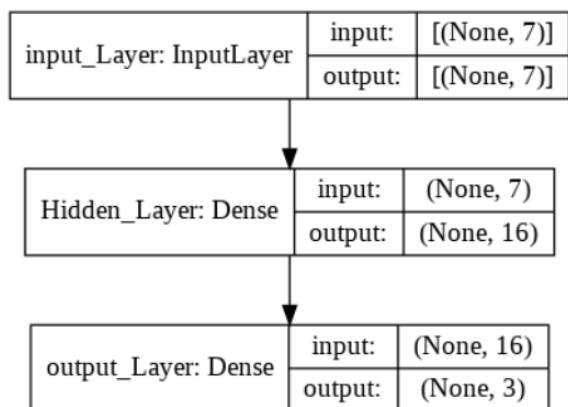 input_Layer: InputLayer
input:
[(None, 7)]
output:
[(None, 7)]
Hidden_Layer: Dense
input:
(None, 7)
output:
(None, 16)
output_Layer: Dense
input:
(None, 16)
output:
(None, 3)